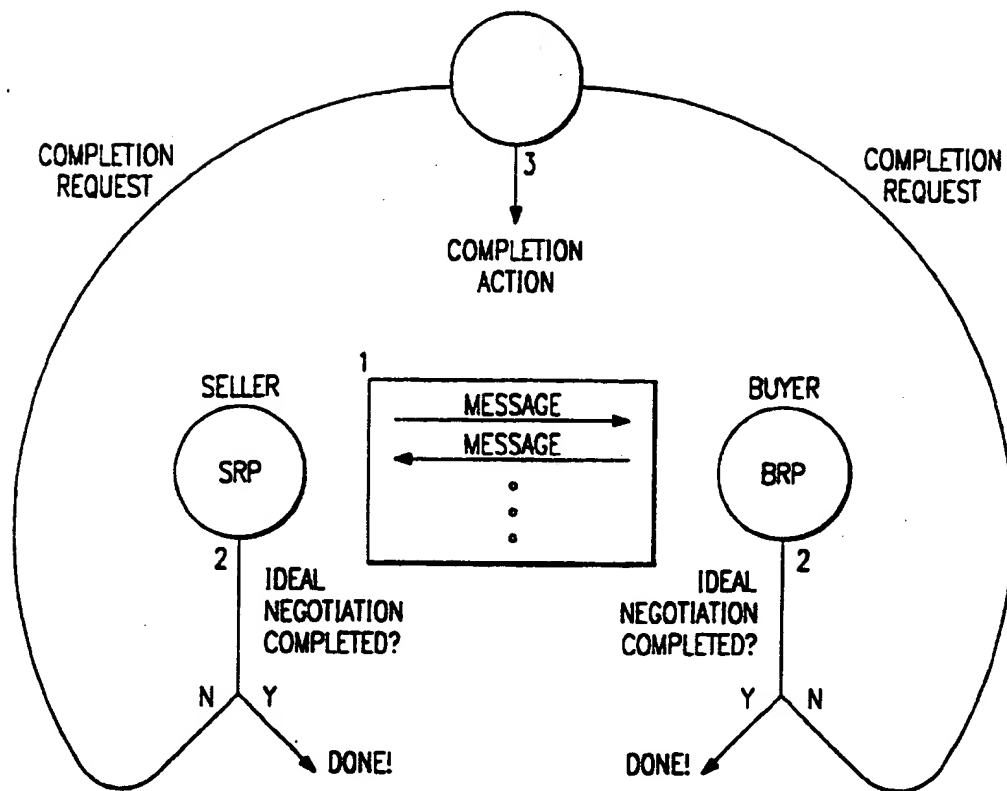 COMPLETION
REQUEST
COMPLETION
REQUEST
3
COMPLETION
ACTION
1
SELLER
BUYER
MESSAGE
MESSAGE
SRP
BRP
2
2
IDEAL
NEGOTIATION
COMPLETED?
IDEAL
NEGOTIATION
COMPLETED?
N Y
Y N
DONE!
DONE!